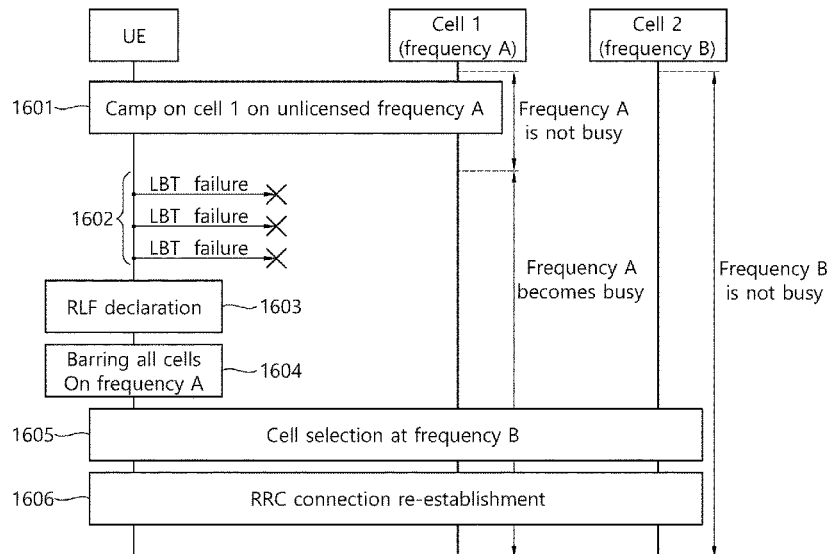 UE
Cell 1
(frequency A)
Cell 2
(frequency B)
1601
Camp on cell 1 on unlicensed frequency A
Frequency A
is not busy
1602
LBT failure
LBT failure
LBT failure
Frequency A
becomes busy
Frequency B
is not busy
RLF declaration
1603
Barring all cells
On frequency A
1604
1605
Cell selection at frequency B
1606
RRC connection re-establishment